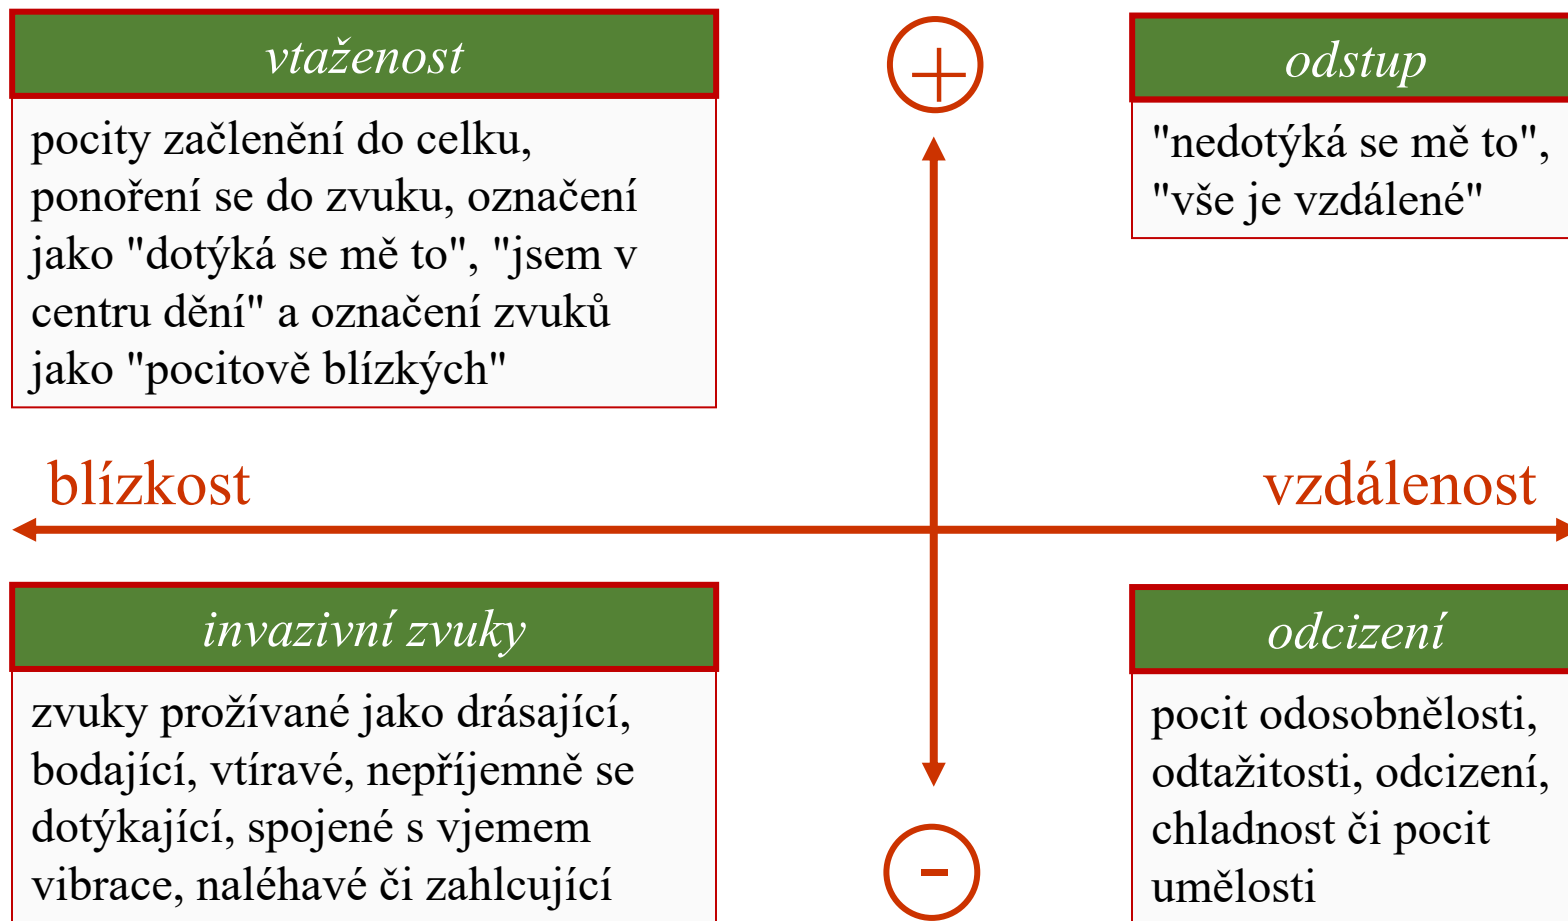 vtaženost
pocity začlenění do celku,
ponoření se do zvuku, označení
jako "dotýká se mě to", "jsem v
centru dění" a označení zvuků
jako "pocitově blízkých"
+
odstup
"nedotýká se mě to",
"vše je vzdálené"
blízkost
vzdálenost
invazivní zvuky
zvuky prožívané jako drásající,
bodající, vtíravé, nepříjemně se
dotýkající, spojené s vjemem
vibrace, naléhavé či zahlcující
-
odcizení
pocit odosobnělosti,
odtažitosti, odcizení,
chladnost či pocit
umělosti